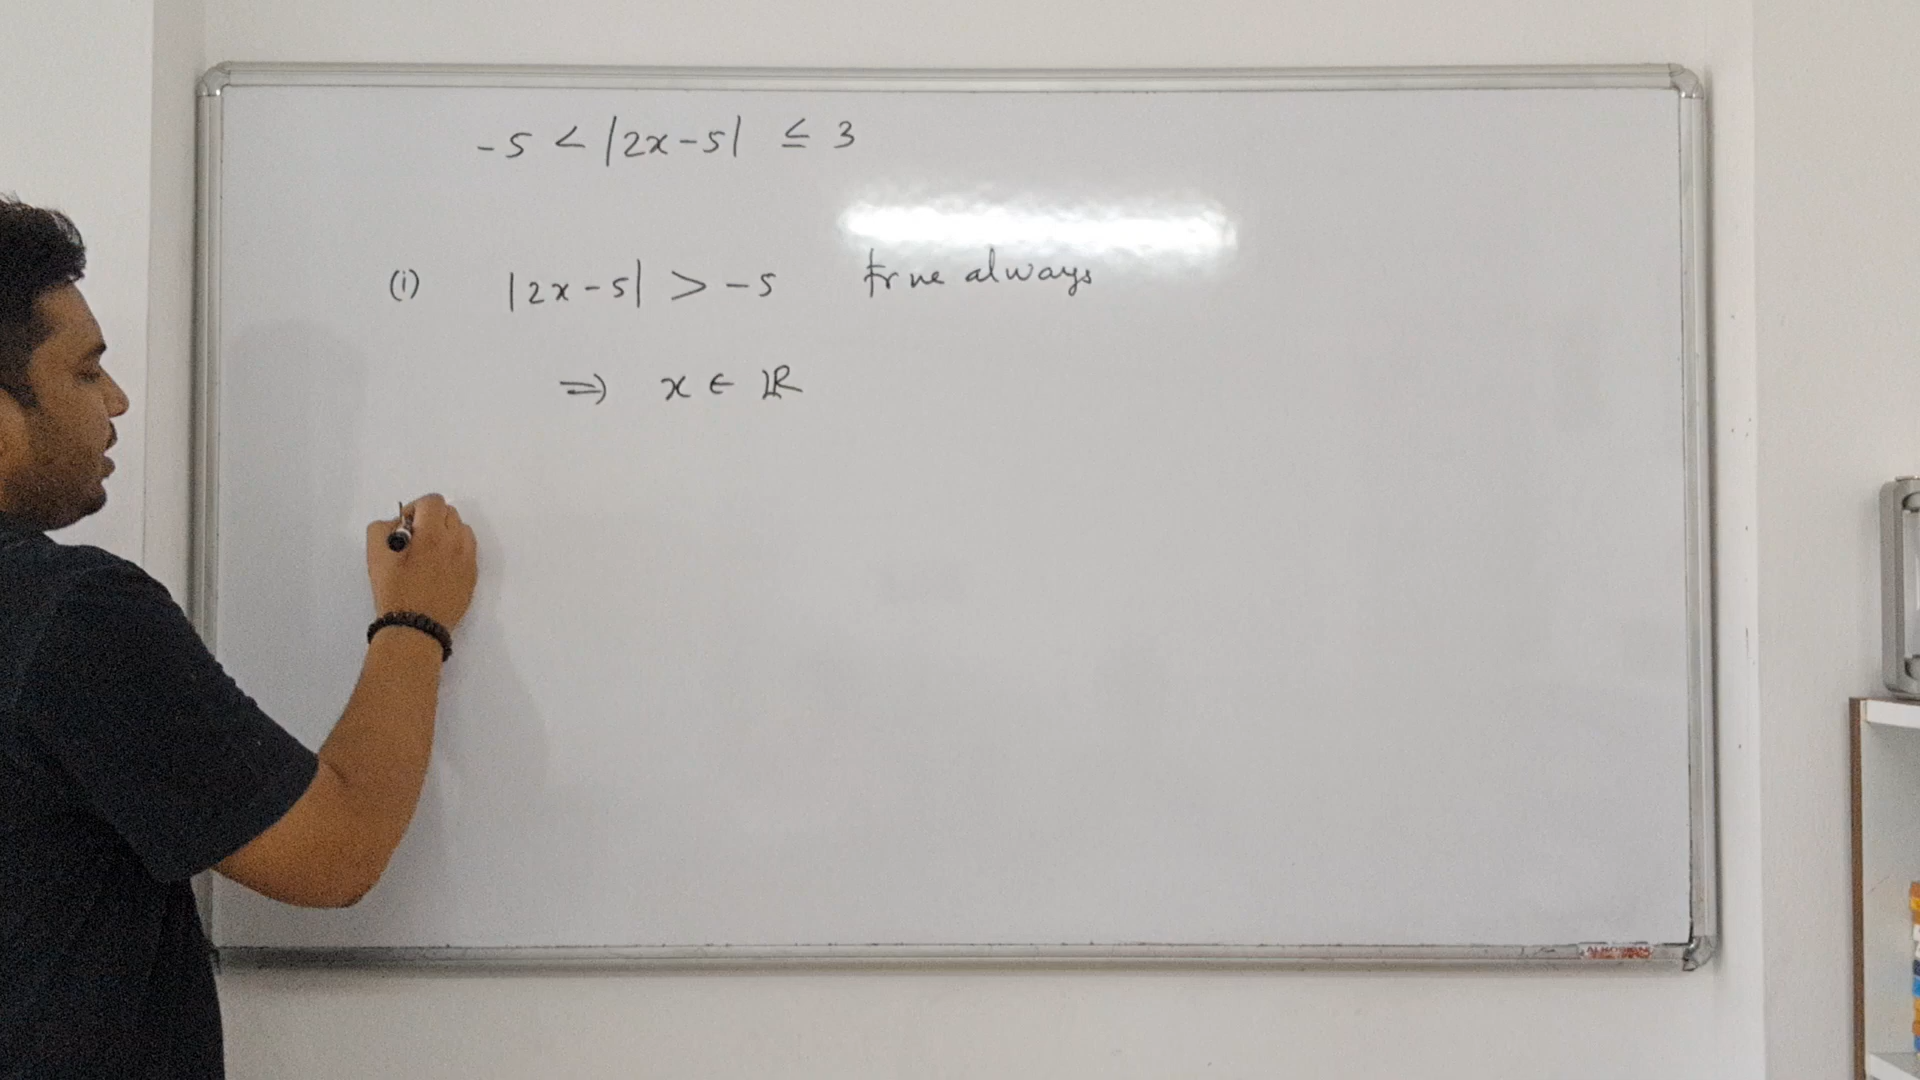 -5 < |2x-5| ≤ 3
(i) |2x-5| > -5 true always
⇒ x ∈ ℝ